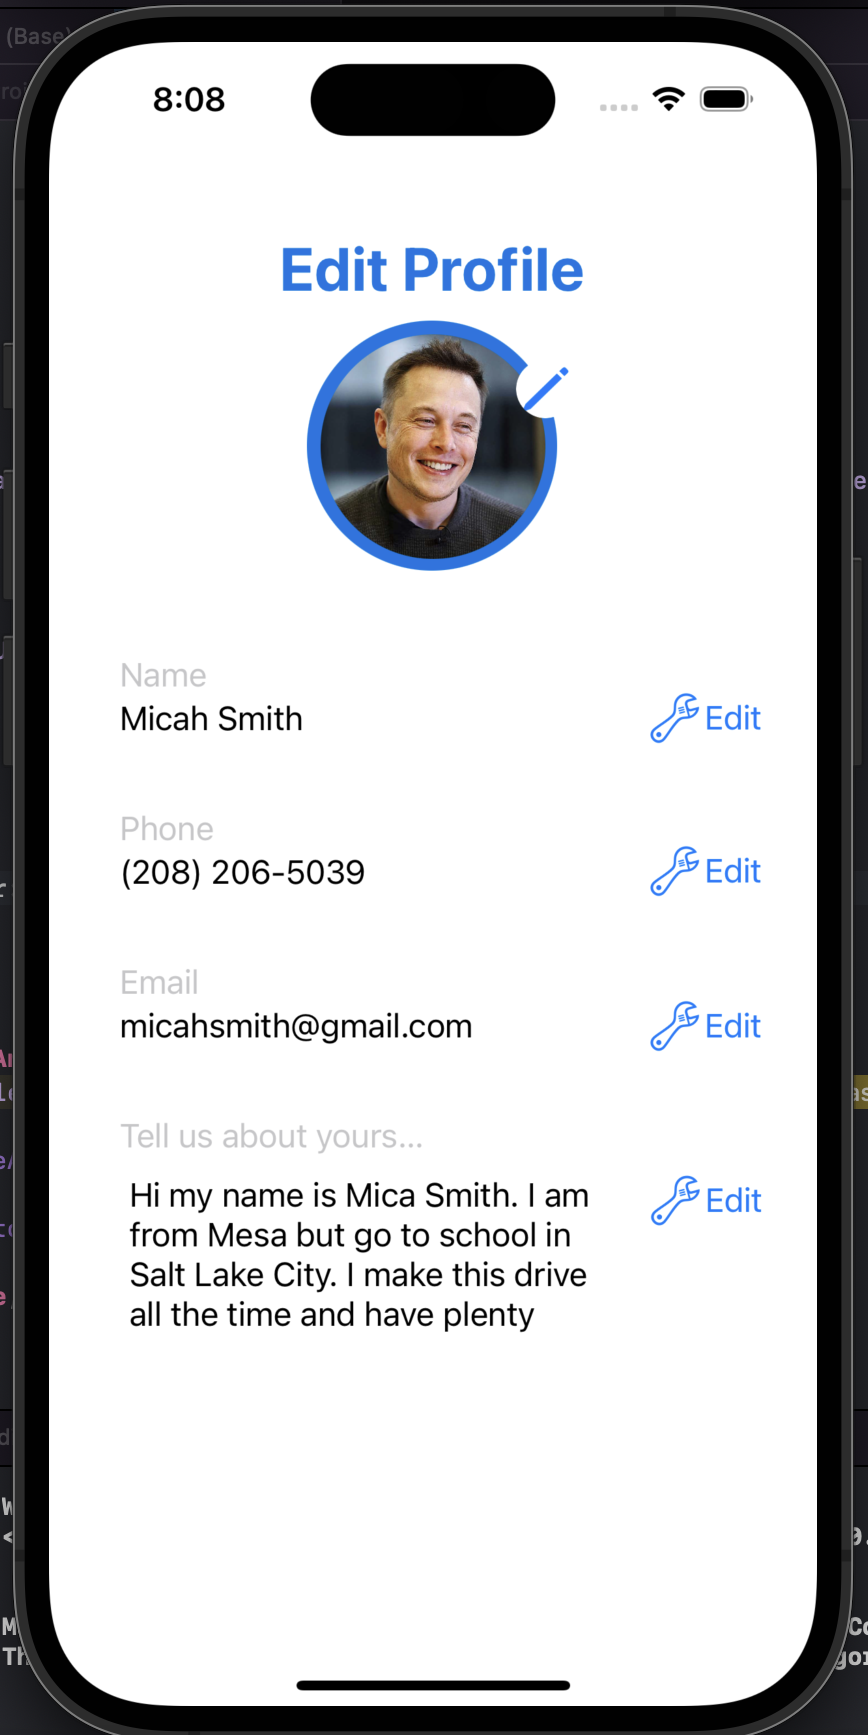 (Base)
8:08
Edit Profile
Name
Micah Smith
Edit
Phone
(208) 206-5039
Edit
Email
micahsmith@gmail.com
Edit
Tell us about yours...
Hi my name is Mica Smith. I am
from Mesa but go to school in
Salt Lake City. I make this drive
all the time and have plenty
Edit